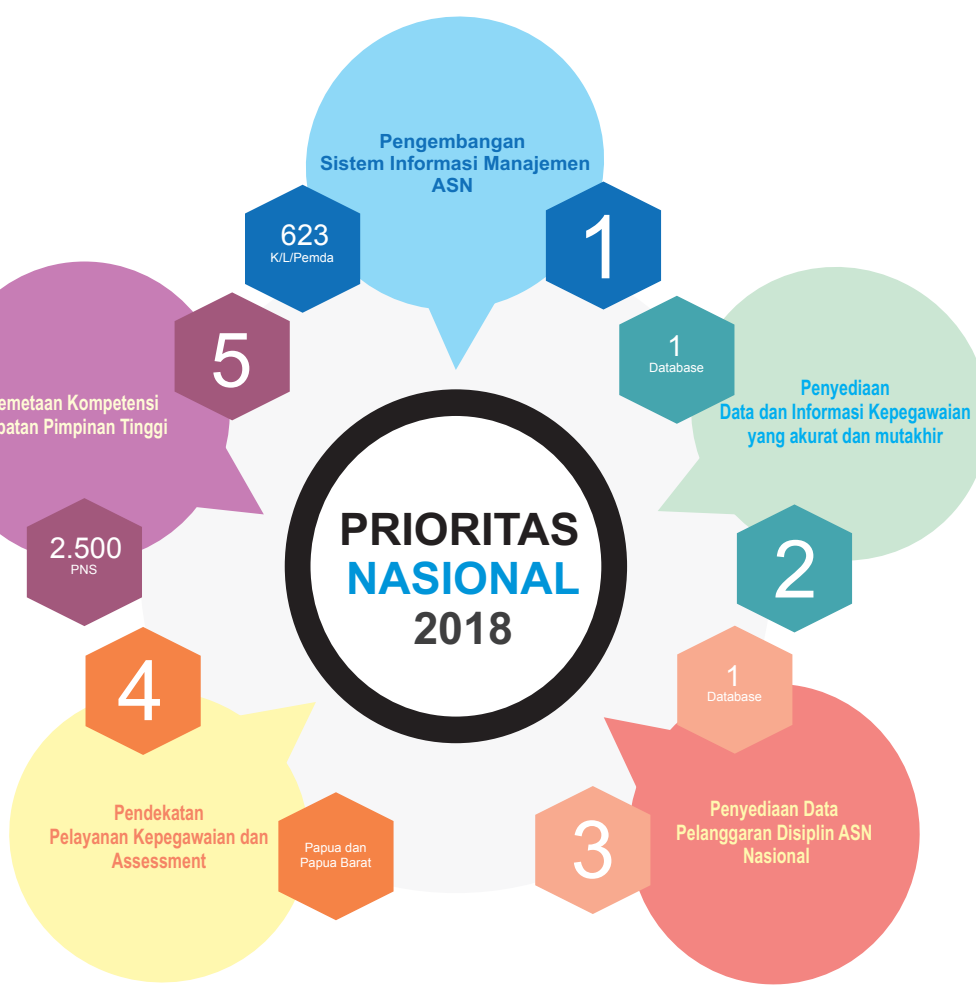 Pengembangan
Sistem Informasi Manajemen
ASN
623
K/L/Pemda
1
1
Database
Penyediaan
Data dan Informasi Kepegawaian
yang akurat dan mutakhir
2
1
Database
Penyediaan Data
Pelanggaran Disiplin ASN
Nasional
3
Papua dan
Papua Barat
Pendekatan
Pelayanan Kepegawaian dan
Assessment
4
2.500
PNS
emetaan Kompetensi
batan Pimpinan Tinggi
5
PRIORITAS
NASIONAL
2018